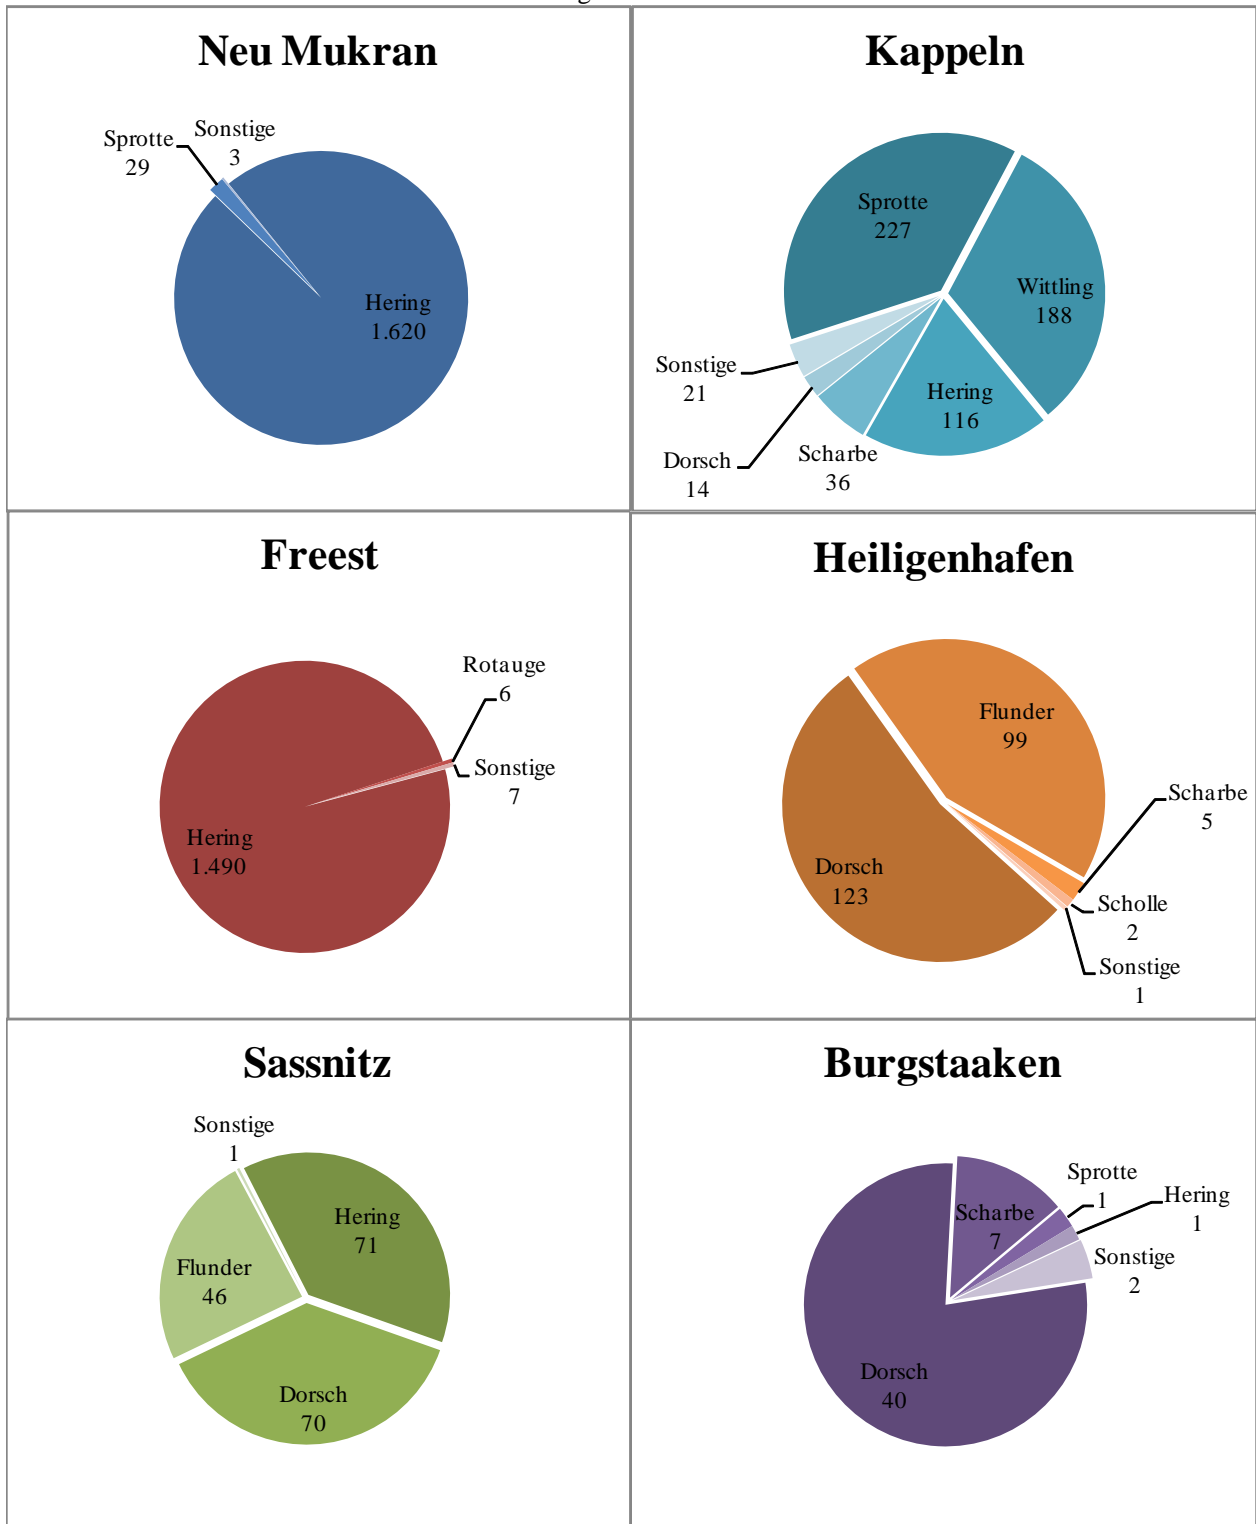 Neu Mukran
Sprotte
29
Sonstige
3
Hering
1.620
Kappeln
Sprotte
227
Wittling
188
Hering
116
Scharbe
36
Dorsch
14
Sonstige
21
Freest
Rotauge
6
Sonstige
7
Hering
1.490
Heiligenhafen
Flunder
99
Scharbe
5
Scholle
2
Sonstige
1
Dorsch
123
Sassnitz
Sonstige
1
Hering
71
Flunder
46
Dorsch
70
Burgstaaken
Scharbe
7
Sprotte
1
Hering
1
Sonstige
2
Dorsch
40